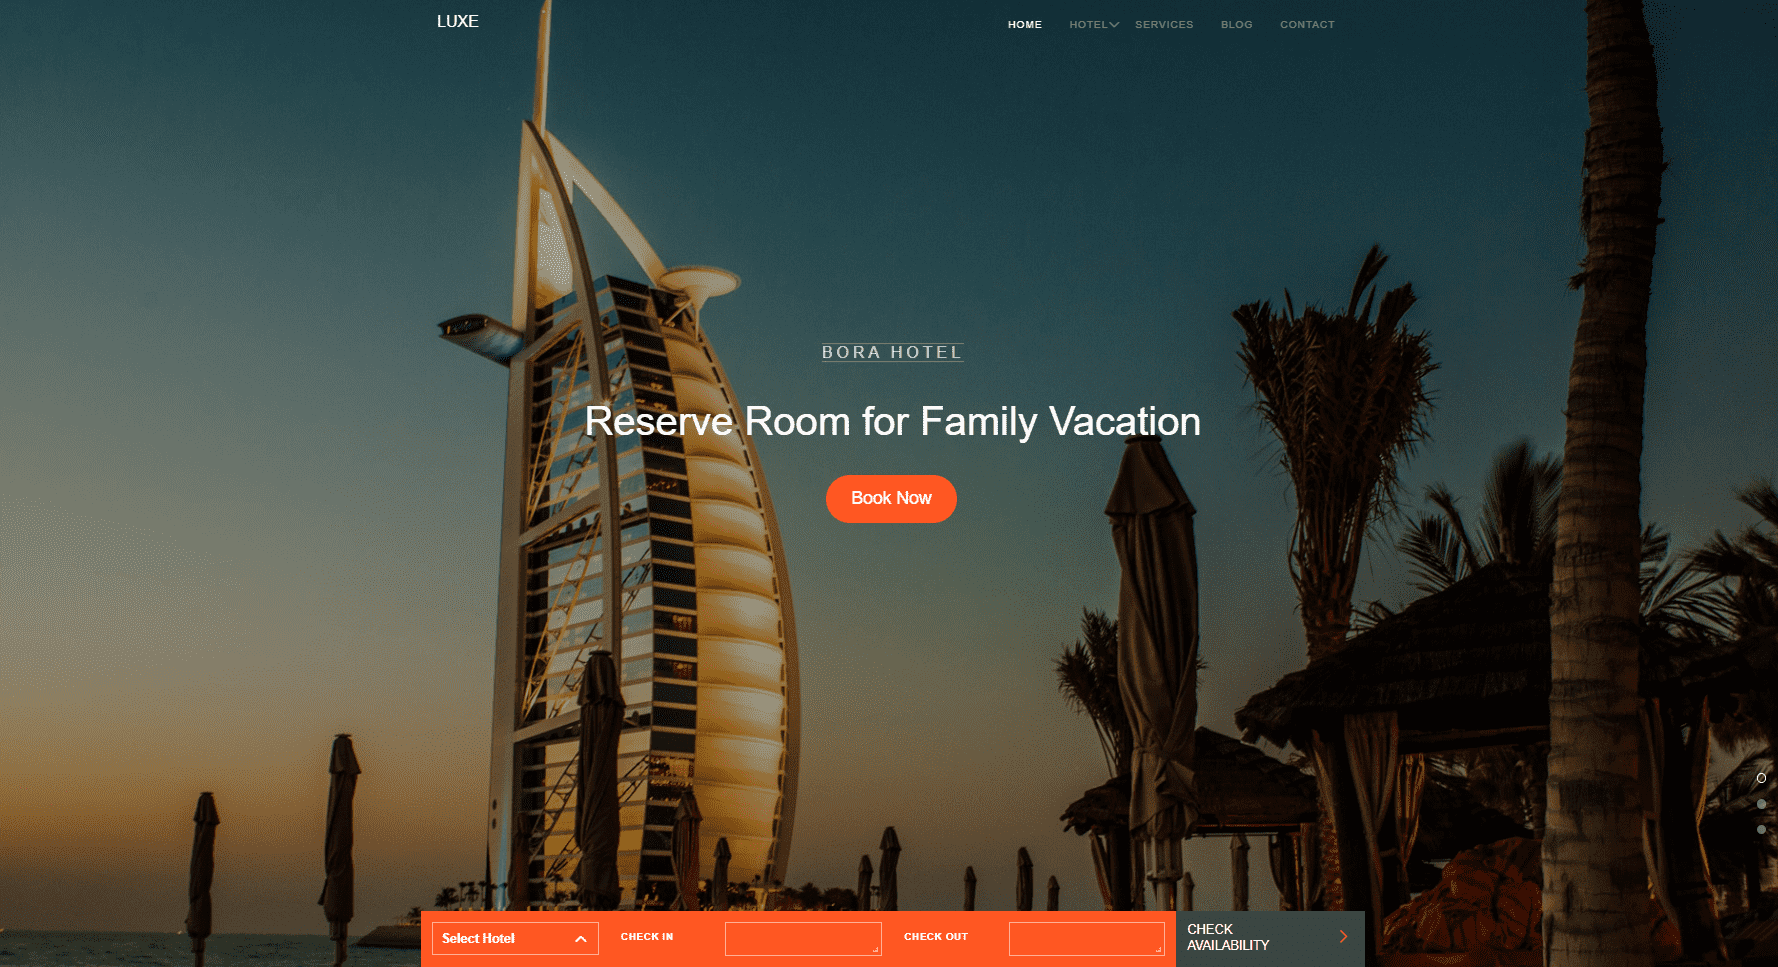 LUXE
HOME HOTEL SERVICES BLOG CONTACT
BORA HOTEL
Reserve Room for Family Vacation
Book Now
Select Hotel
CHECK IN
CHECK OUT
CHECK
AVAILABILITY